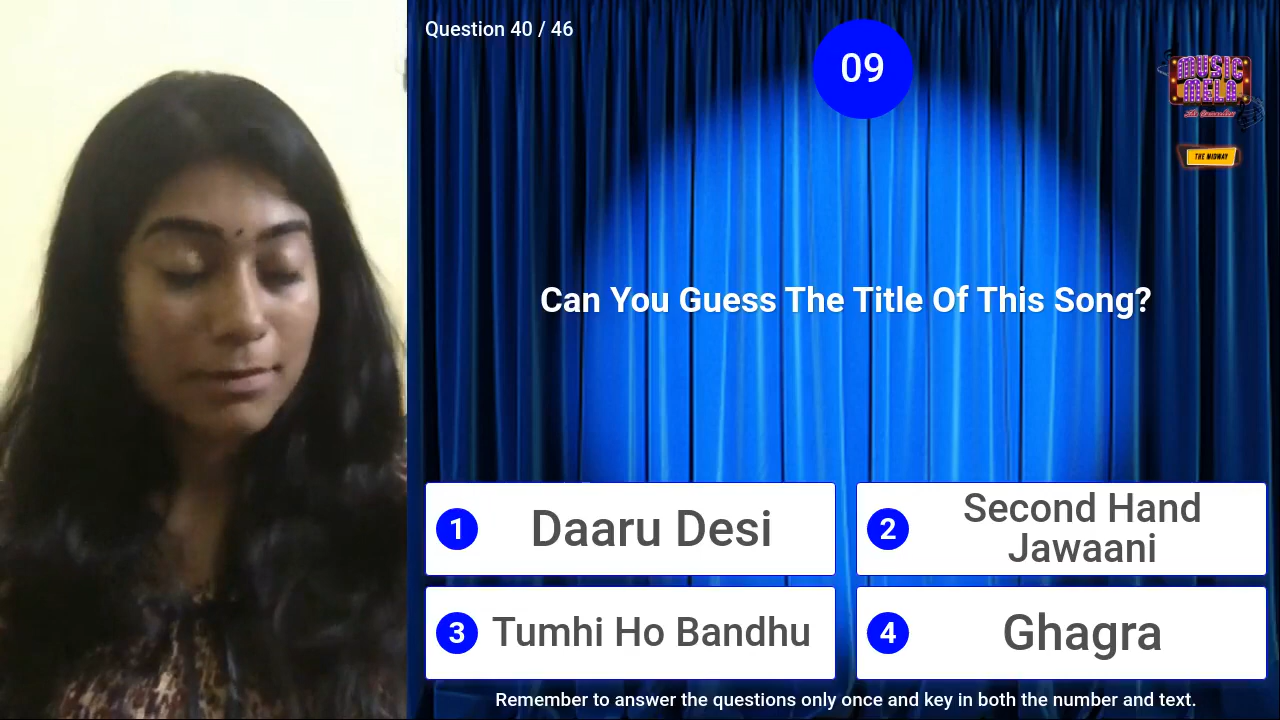 Question 40 / 46
09
MUSIC
MELA
THE MIDWAY
Can You Guess The Title Of This Song?
1 Daaru Desi
2 Second Hand
Jawaani
3 Tumhi Ho Bandhu
4 Ghagra
Remember to answer the questions only once and key in both the number and text.